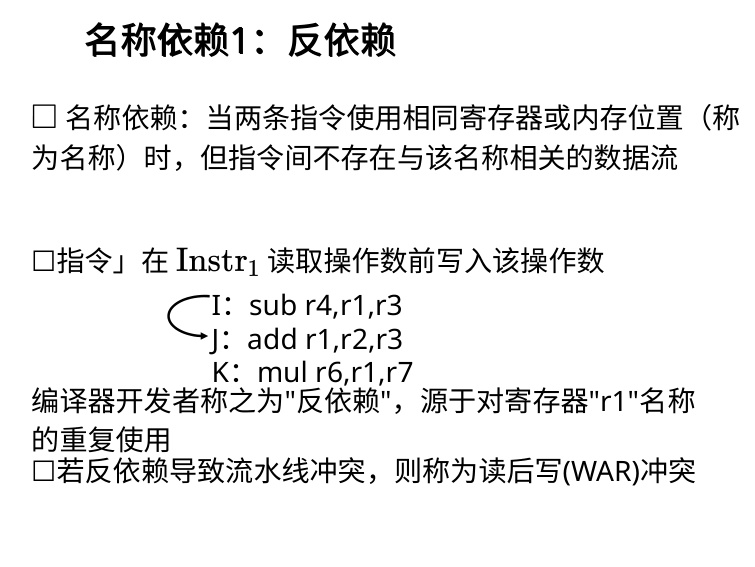 名称依赖1：反依赖
□ 名称依赖：当两条指令使用相同寄存器或内存位置（称
为名称）时，但指令间不存在与该名称相关的数据流
□指令」在 Instr₁ 读取操作数前写入该操作数
I：sub r4,r1,r3
J：add r1,r2,r3
K：mul r6,r1,r7
编译器开发者称之为"反依赖"，源于对寄存器"r1"名称
的重复使用
□若反依赖导致流水线冲突，则称为读后写(WAR)冲突